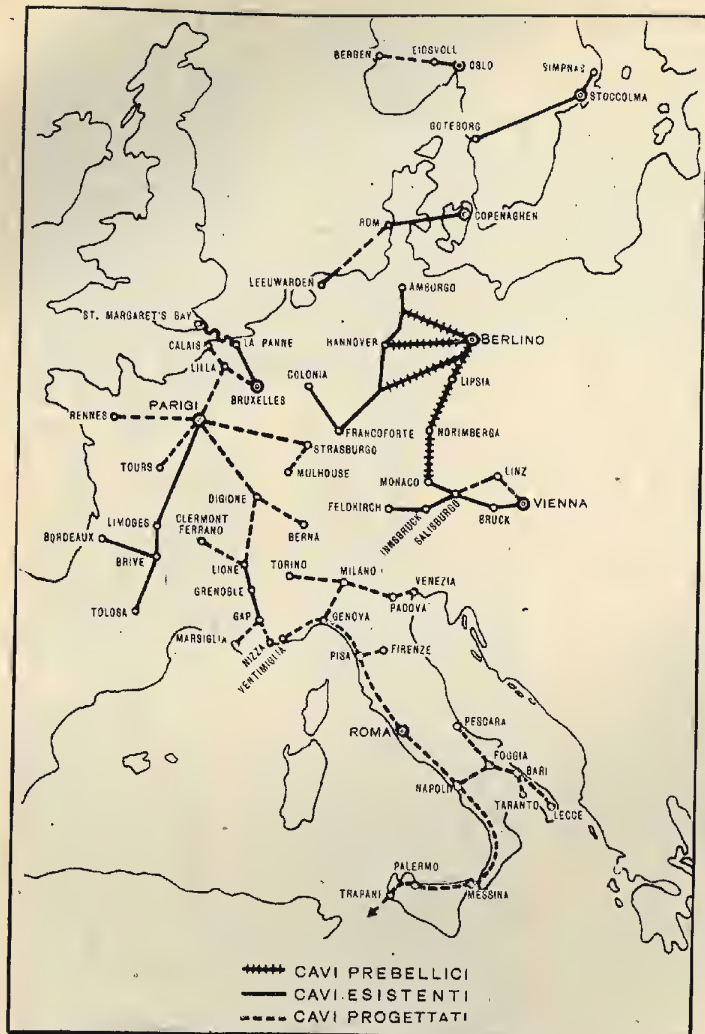 BERGEN
EIDSVOLL
OSLO
SIMPNAS
STOCCOLMA
GOTEBORG
COPENAGHEN
ROM
LEEUWARDEN
AMBURGO
ST. MARGARET'S BAY
CALAIS
LA PANNE
HANNOVER
BERLINO
LILLA
COLONIA
LIPSIA
BRUXELLES
PARIGI
RENNES
FRANCOFORTE
NORIMBERGA
STRASBURGO
TOURS
MULHOUSE
MONACO
LINZ
DIGIONE
FELDKIRCH
VIENNA
INNSBRUCK
SALISBURGO
BRUCK
LIMOGES
CLERMONT
FERRANO
BERNA
BORDEAUX
BRIVE
LIONE
TORINO
MILANO
VENEZIA
GRENOBLE
PADOVA
TOLOSA
GAP
GENOVA
MARSIGLIA
NIZZA
VENTIMIGLIA
PISA
FIRENZE
ROMA
PESCARA
FOGGIA
BARI
NAPOLI
TARANTO
LECCE
PALERMO
TRAPANI
MESSINA
CAVI PREBELLICI
CAVI ESISTENTI
CAVI PROGETTATI